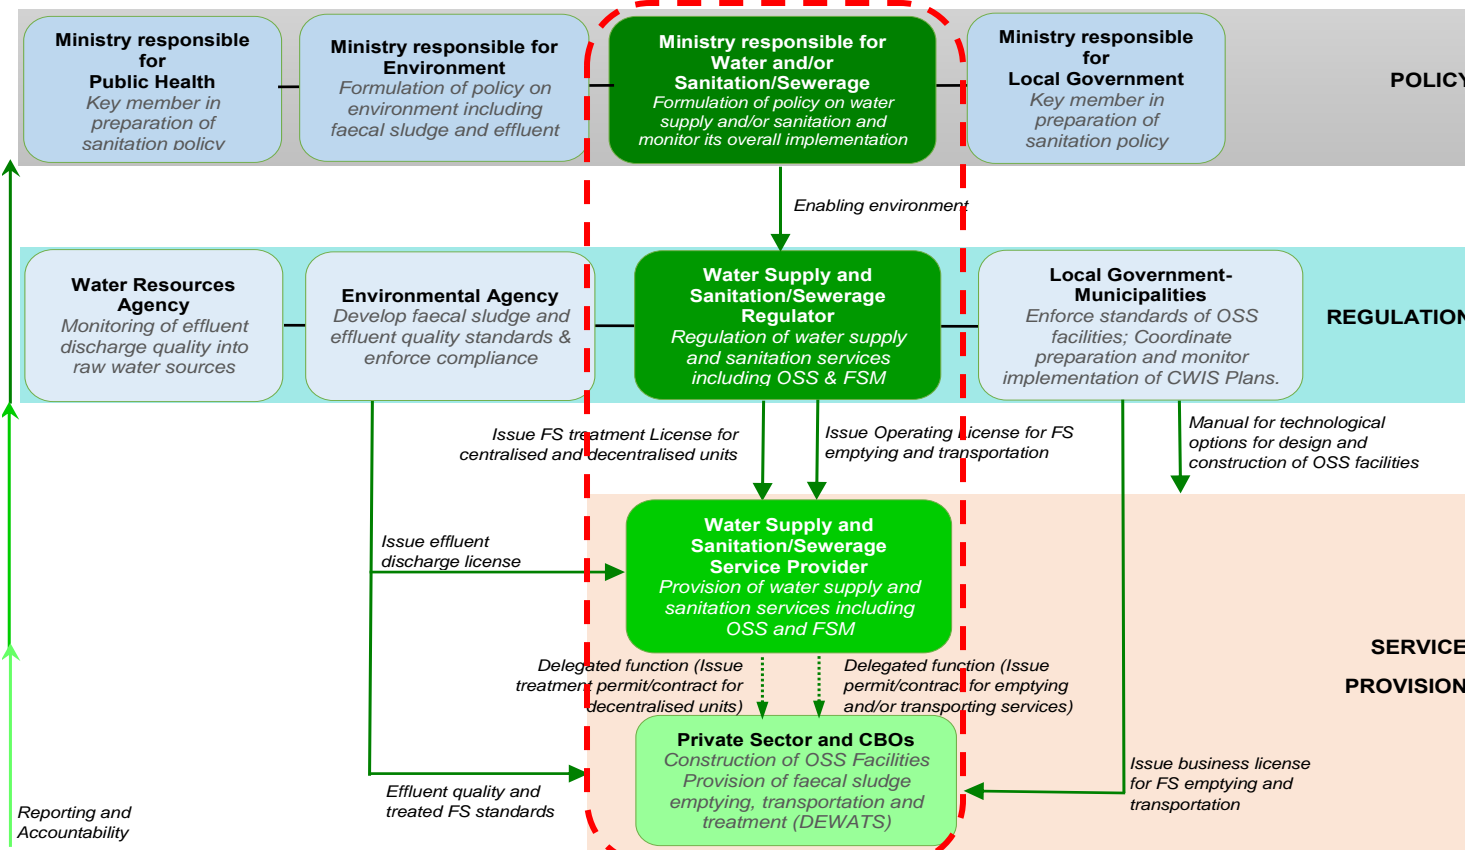 Ministry responsible
for
Public Health
Key member in
preparation of
sanitation policy
Ministry responsible for
Environment
Formulation of policy on
environment including
faecal sludge and effluent
Ministry responsible for
Water and/or
Sanitation/Sewerage
Formulation of policy on water
supply and/or sanitation and
monitor its overall implementation
Ministry responsible
for
Local Government
Key member in
preparation of
sanitation policy
POLICY
Enabling environment
Water Resources
Agency
Monitoring of effluent
discharge quality into
raw water sources
Environmental Agency
Develop faecal sludge and
effluent quality standards &
enforce compliance
Water Supply and
Sanitation/Sewerage
Regulator
Regulation of water supply
and sanitation services
including OSS & FSM
Local Government-
Municipalities
Enforce standards of OSS
facilities; Coordinate
preparation and monitor
implementation of CWIS Plans.
REGULATION
Issue FS treatment License for
centralised and decentralised units
Issue Operating License for FS
emptying and transportation
Manual for technological
options for design and
construction of OSS facilities
Issue effluent
discharge license
Water Supply and
Sanitation/Sewerage
Service Provider
Provision of water supply and
sanitation services including
OSS and FSM
SERVICE
PROVISION
Delegated function (Issue
treatment permit/contract for
decentralised units)
Delegated function (Issue
permit/contract for emptying
and/or transporting services)
Private Sector and CBOs
Construction of OSS Facilities
Provision of faecal sludge
emptying, transportation and
treatment (DEWATS)
Effluent quality and
treated FS standards
Issue business license
for FS emptying and
transportation
Reporting and
Accountability